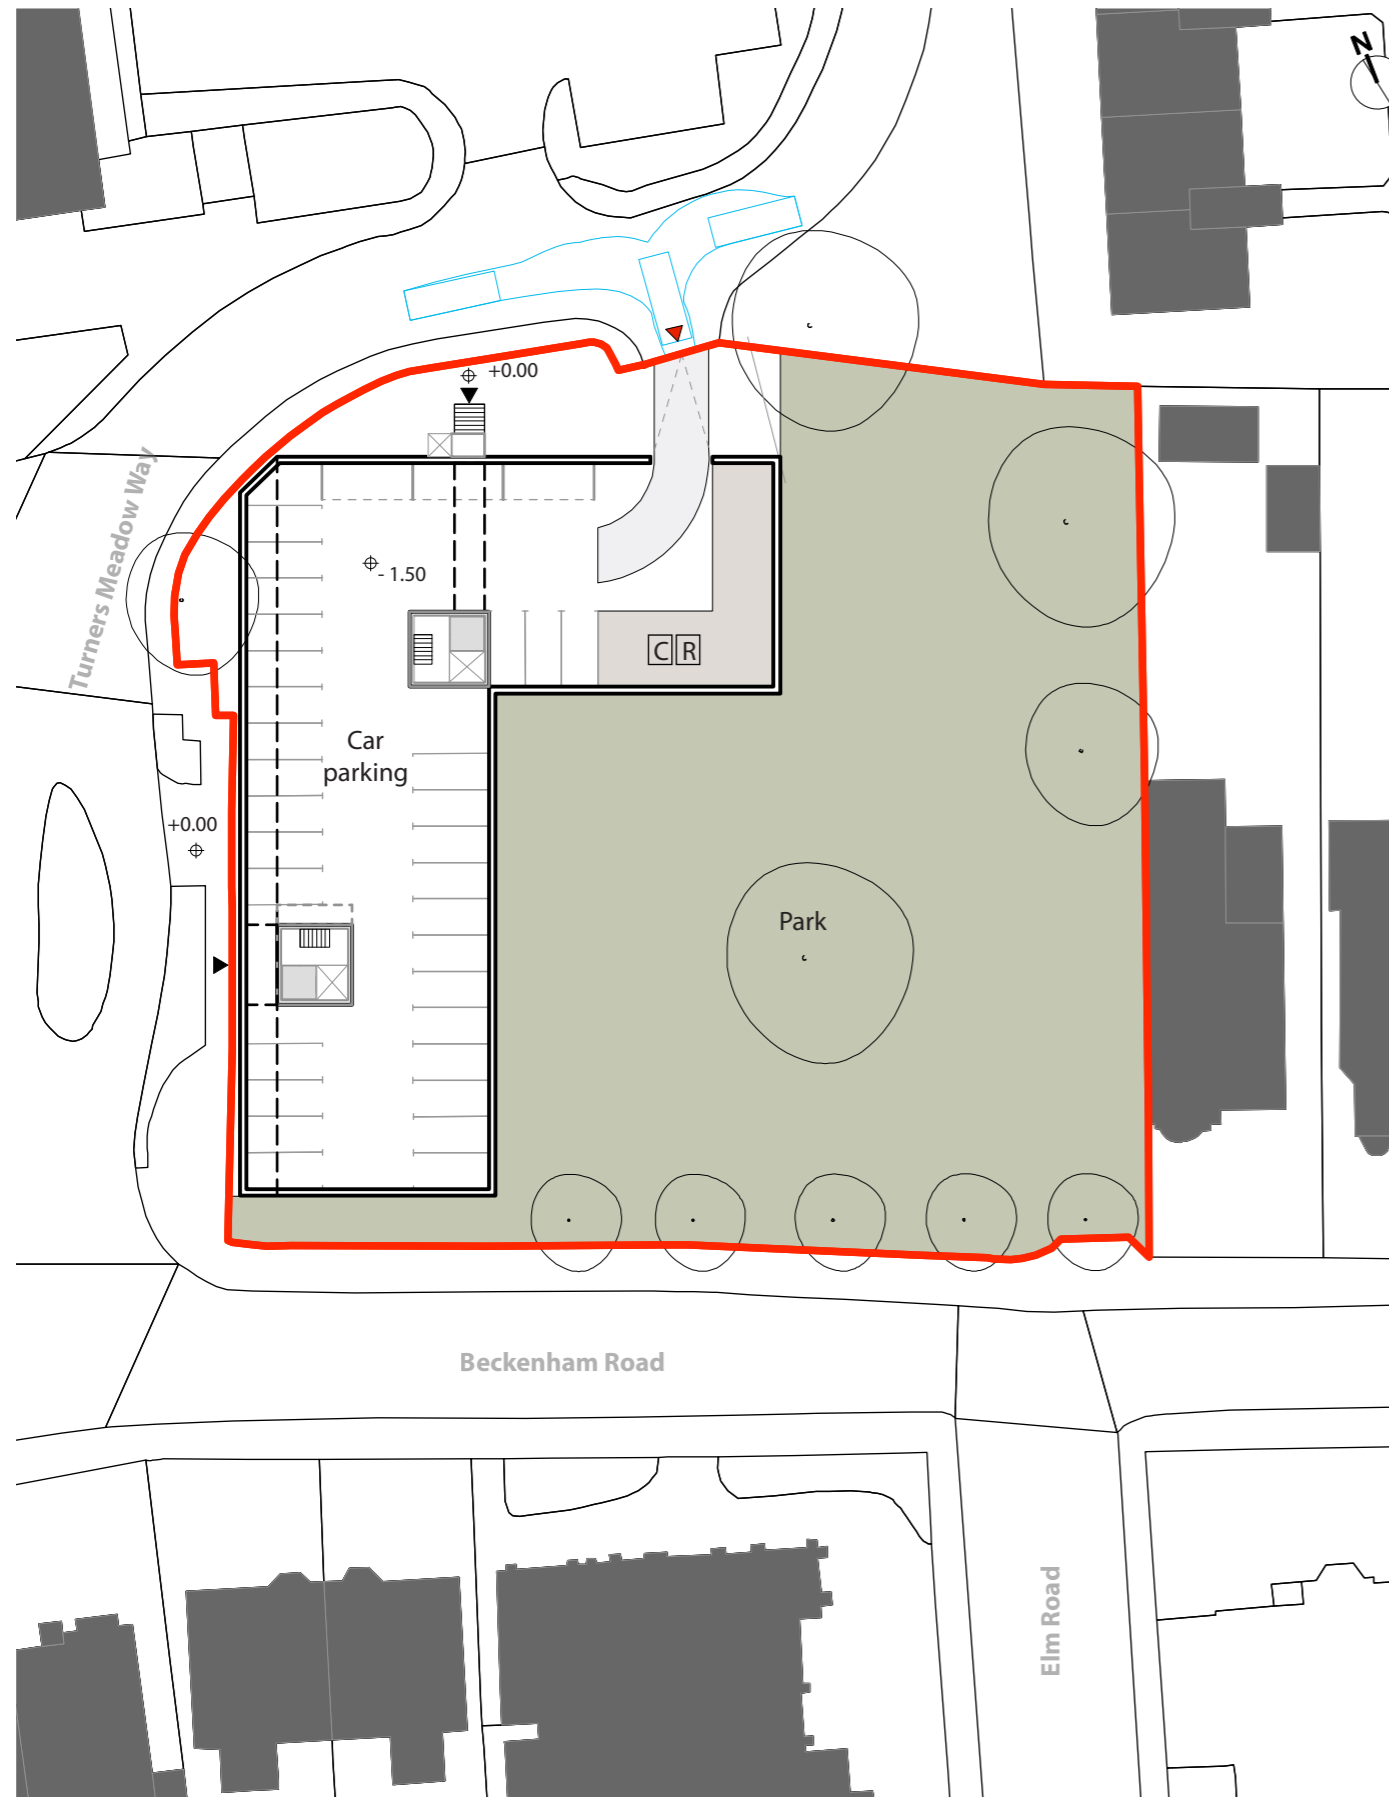 N
+0.00
Turners Meadow Way
- 1.50
C R
Car
parking
+0.00
Park
Beckenham Road
Elm Road